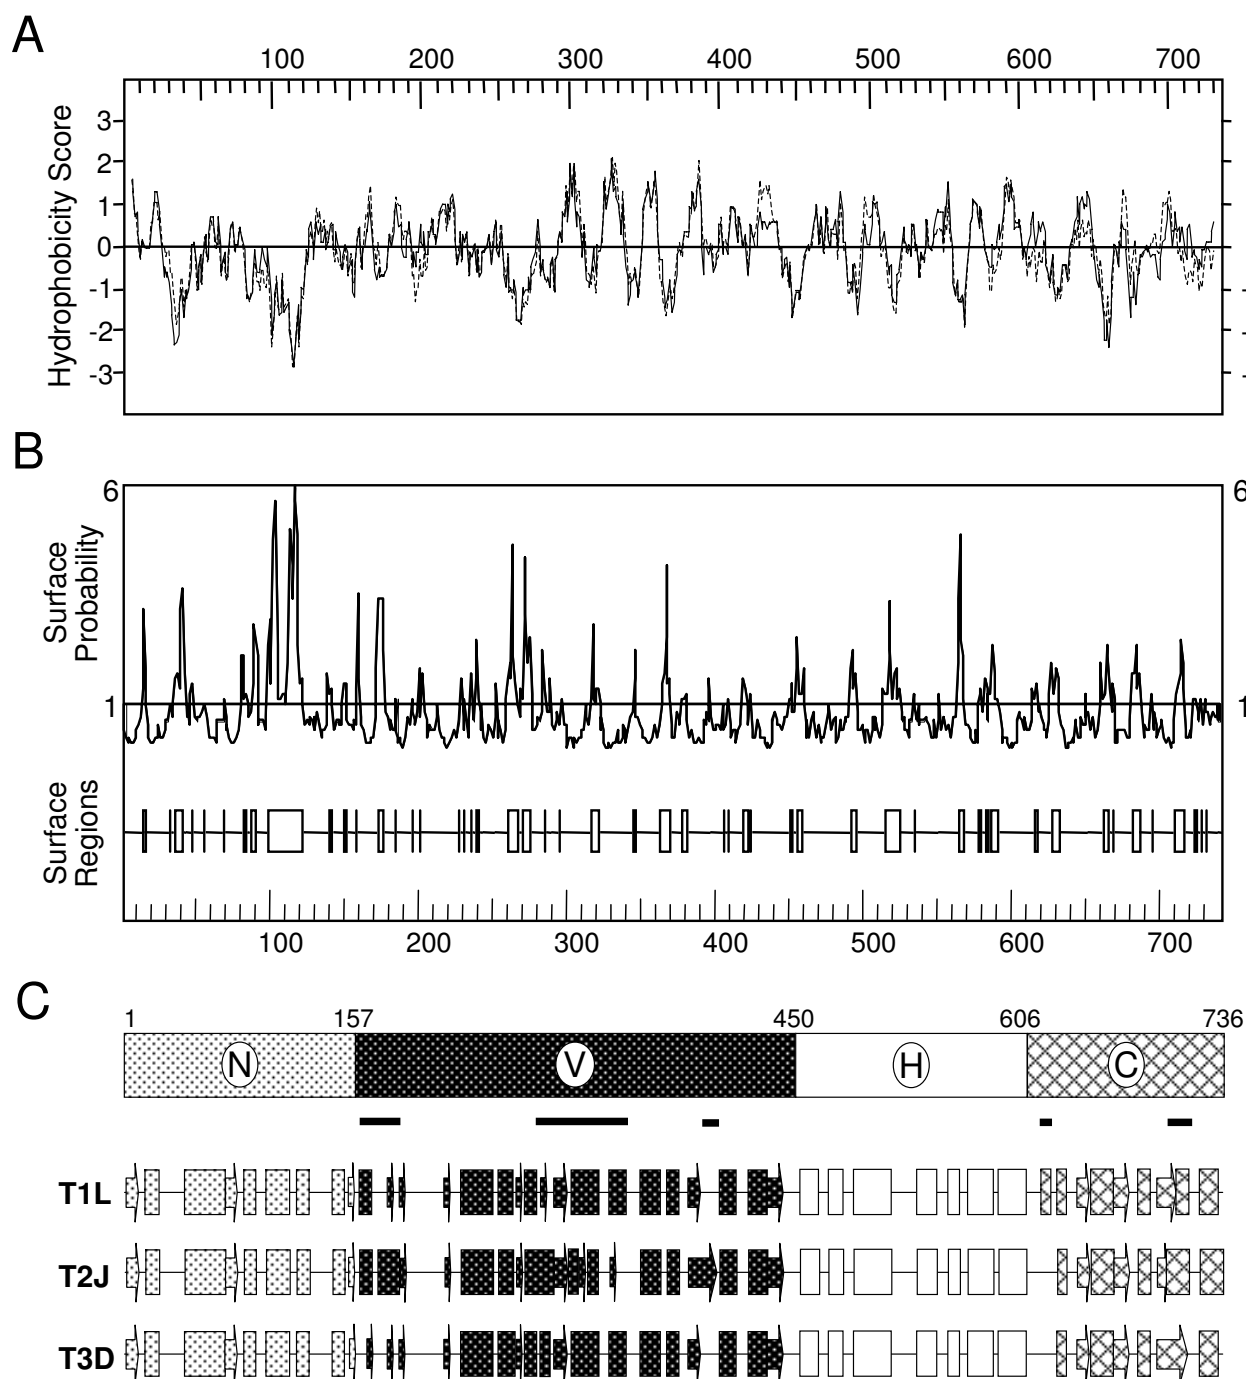 A
100 200 300 400 500 600 700
Hydrophobicity Score
3
2
1
0
-1
-2
-3
B
6 6
Surface
Probability
1 1
Surface
Regions
100 200 300 400 500 600 700
C
1 157 450 606 736
N V H C
T1L
T2J
T3D